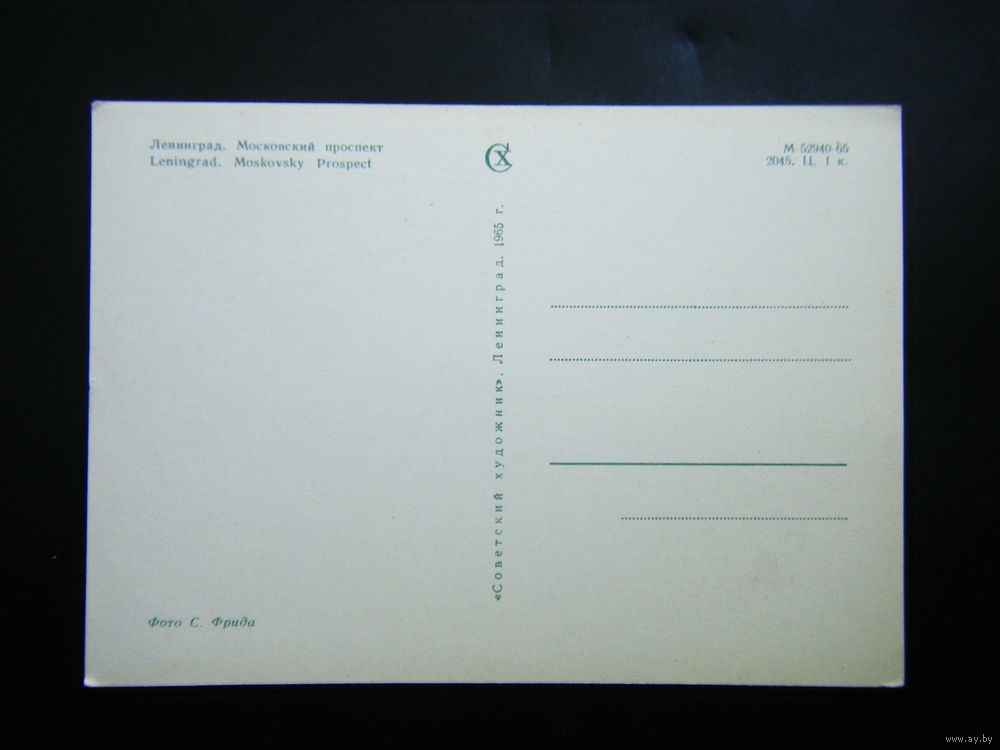 Ленинград. Московский проспект
Leningrad. Moskovsky Prospect
СХ
М-52940-65
2045. Ц. 1 к.
«Советский художник». Ленинград. 1965 г.
Фото С. Фрида
www.ay.by